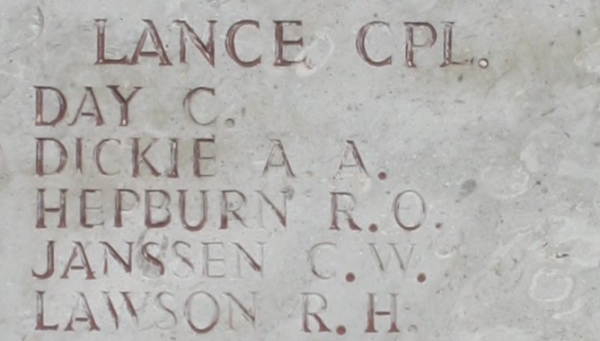 LANCE CPL.
DAY C.
DICKIE A. A.
HEPBURN R. O.
JANSSEN C. W.
LAWSON R. H.